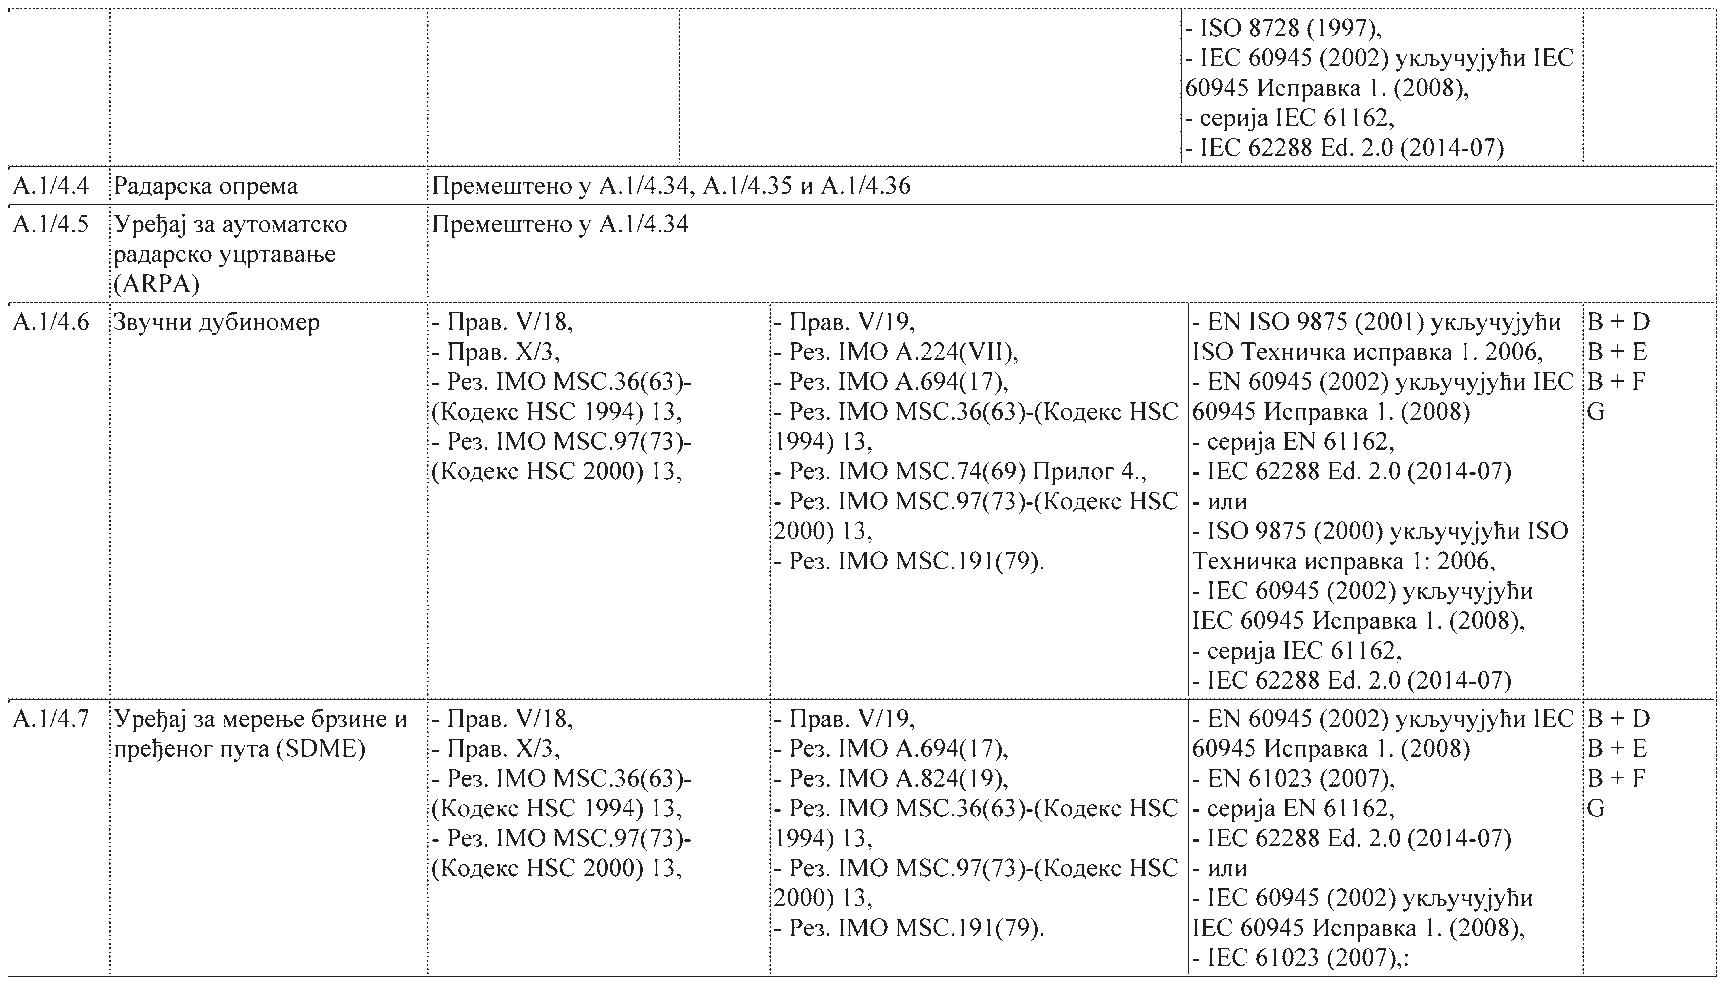 - ISO 8728 (1997),
- IEC 60945 (2002) укључујући IEC
60945 Исправка 1. (2008),
- серија IEC 61162,
- IEC 62288 Ed. 2.0 (2014-07)
A.1/4.4 Радарска опрема Премештено у A.1/4.34, A.1/4.35 и A.1/4.36
A.1/4.5 Уређај за аутоматско
радарско уцртавање
(ARPA)
Премештено у A.1/4.34
A.1/4.6 Звучни дубиномер
- Прав. V/18,
- Прав. X/3,
- Рез. IMO MSC.36(63)-
(Кодекс HSC 1994) 13,
- Рез. IMO MSC.97(73)-
(Кодекс HSC 2000) 13,
- Прав. V/19,
- Рез. IMO A.224(VII),
- Рез. IMO A.694(17),
- Рез. IMO MSC.36(63)-(Кодекс HSC
1994) 13,
- Рез. IMO MSC.74(69) Прилог 4.,
- Рез. IMO MSC.97(73)-(Кодекс HSC
2000) 13,
- Рез. IMO MSC.191(79).
- EN ISO 9875 (2001) укључујући
ISO Техничка исправка 1. 2006,
- EN 60945 (2002) укључујући IEC
60945 Исправка 1. (2008)
- серија EN 61162,
- IEC 62288 Ed. 2.0 (2014-07)
- или
- ISO 9875 (2000) укључујући ISO
Техничка исправка 1: 2006,
- IEC 60945 (2002) укључујући
IEC 60945 Исправка 1. (2008),
- серија IEC 61162,
- IEC 62288 Ed. 2.0 (2014-07)
B + D
B + E
B + F
G
A.1/4.7 Уређај за мерење брзине и
пређеног пута (SDME)
- Прав. V/18,
- Прав. X/3,
- Рез. IMO MSC.36(63)-
(Кодекс HSC 1994) 13,
- Рез. IMO MSC.97(73)-
(Кодекс HSC 2000) 13,
- Прав. V/19,
- Рез. IMO A.694(17),
- Рез. IMO A.824(19),
- Рез. IMO MSC.36(63)-(Кодекс HSC
1994) 13,
- Рез. IMO MSC.97(73)-(Кодекс HSC
2000) 13,
- Рез. IMO MSC.191(79).
- EN 60945 (2002) укључујући IEC
60945 Исправка 1. (2008)
- EN 61023 (2007),
- серија EN 61162,
- IEC 62288 Ed. 2.0 (2014-07)
- или
- IEC 60945 (2002) укључујући
IEC 60945 Исправка 1. (2008),
- IEC 61023 (2007),:
B + D
B + E
B + F
G